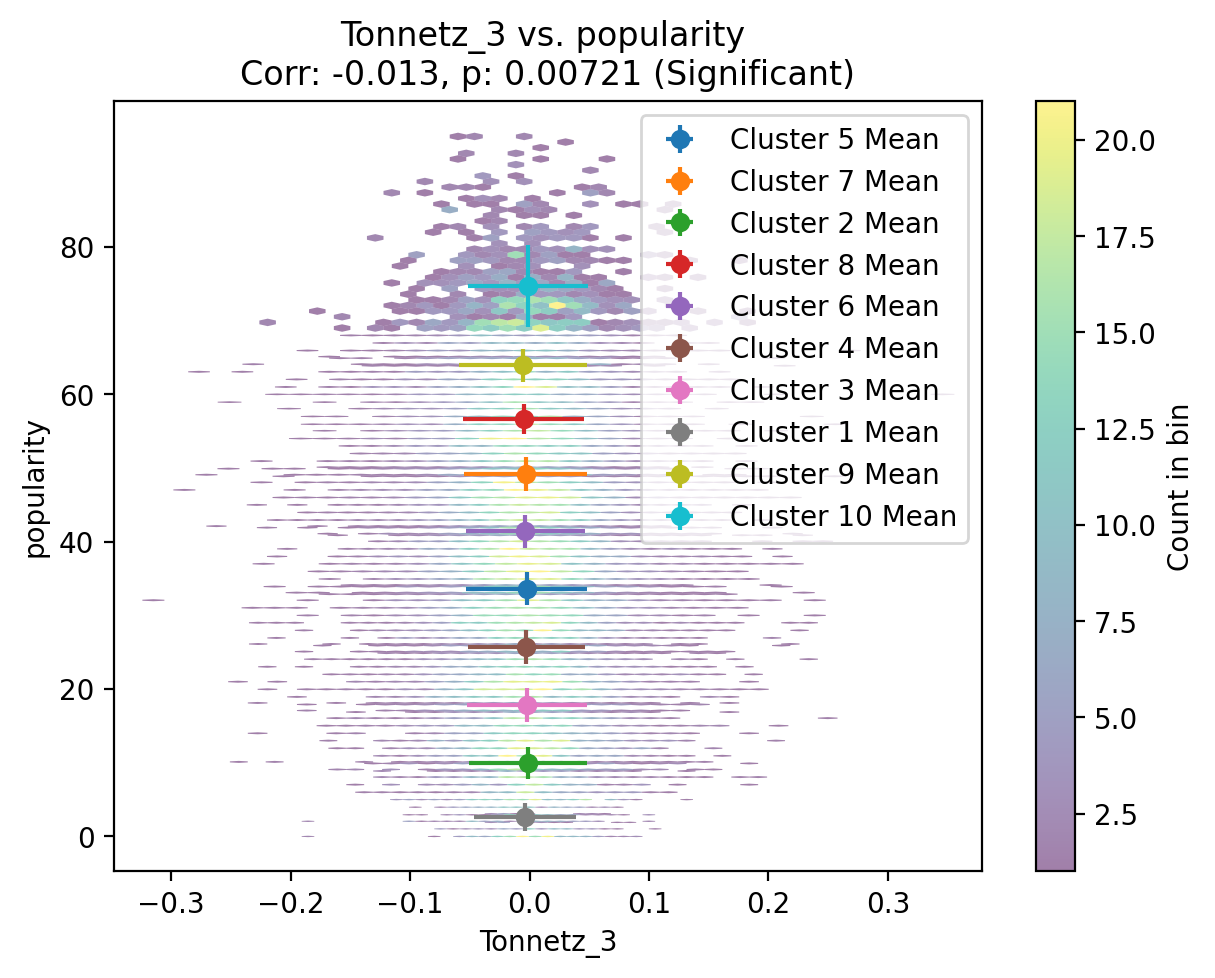 Tonnetz_3 vs. popularity
Corr: -0.013, p: 0.00721 (Significant)
Cluster 5 Mean
Cluster 7 Mean
Cluster 2 Mean
Cluster 8 Mean
Cluster 6 Mean
Cluster 4 Mean
Cluster 3 Mean
Cluster 1 Mean
Cluster 9 Mean
Cluster 10 Mean
popularity
80
60
40
20
0
−0.3
−0.2
−0.1
0.0
0.1
0.2
0.3
Tonnetz_3
20.0
17.5
15.0
12.5
10.0
7.5
5.0
2.5
Count in bin